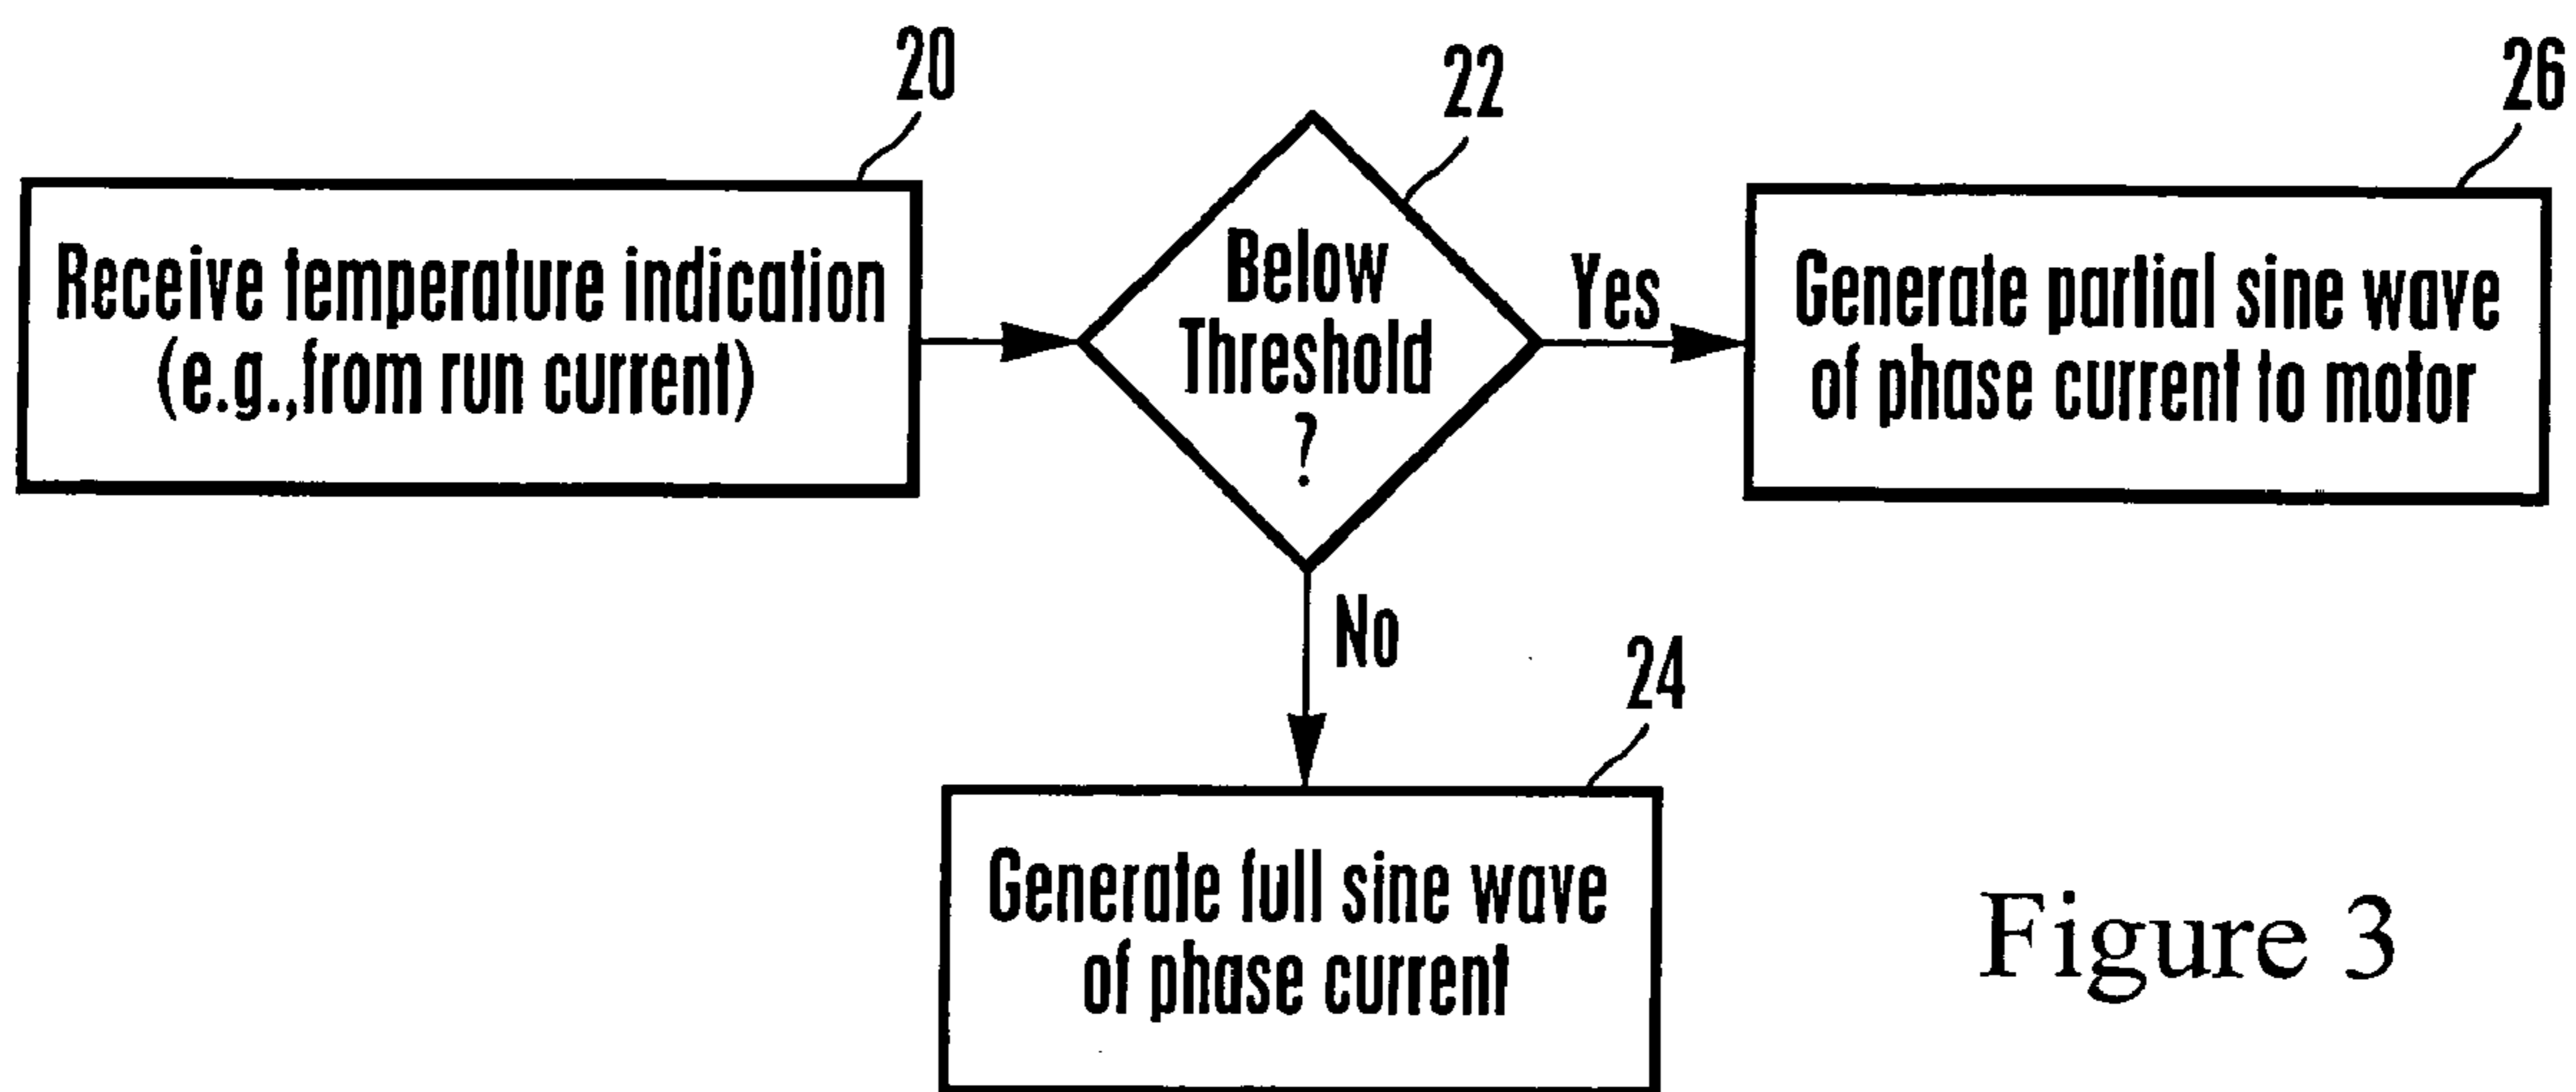 20
Receive temperature indication
(e.g.,from run current)
22
Below
Threshold
?
Yes
26
Generate partial sine wave
of phase current to motor
No
24
Generate full sine wave
of phase current
Figure 3